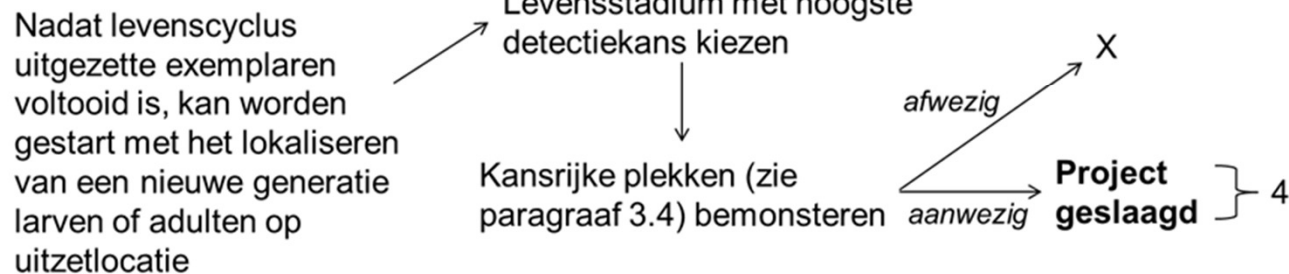 Nadat levenscyclus
uitgezette exemplaren
voltooid is, kan worden
gestart met het lokaliseren
van een nieuwe generatie
larven of adulten op
uitzetlocatie
Levensstadium met hoogste
detectiekans kiezen
Kansrijke plekken (zie
paragraaf 3.4) bemonsteren
afwezig
X
aanwezig
Project
geslaagd
4